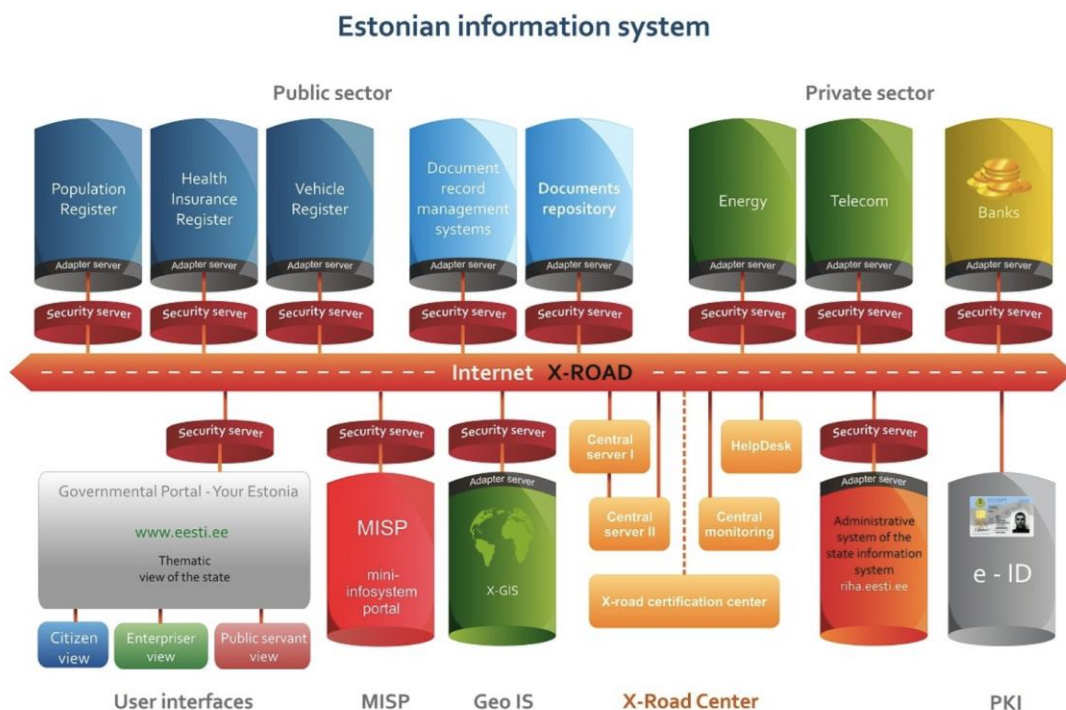 Estonian information system
Public sector
Private sector
Population
Register
Health
Insurance
Register
Vehicle
Register
Document
record
management
systems
Documents
repository
Energy
Telecom
Banks
Adapter server
Adapter server
Adapter server
Adapter server
Adapter server
Adapter server
Adapter server
Adapter server
Security server
Security server
Security server
Security server
Security server
Security server
Security server
Security server
Internet X-ROAD
Security server
Security server
Security server
Central
server I
HelpDesk
Security server
Governmental Portal - Your Estonia
www.eesti.ee
Thematic
view of the state
MISP
mini-
infosystem
portal
Adapter server
X-GIS
Central
server II
Central
monitoring
X-road certification center
Adapter server
Administrative
system of the
state information
system
riha.eesti.ee
e - ID
Citizen
view
Enterpriser
view
Public servant
view
User interfaces
MISP
Geo IS
X-Road Center
PKI